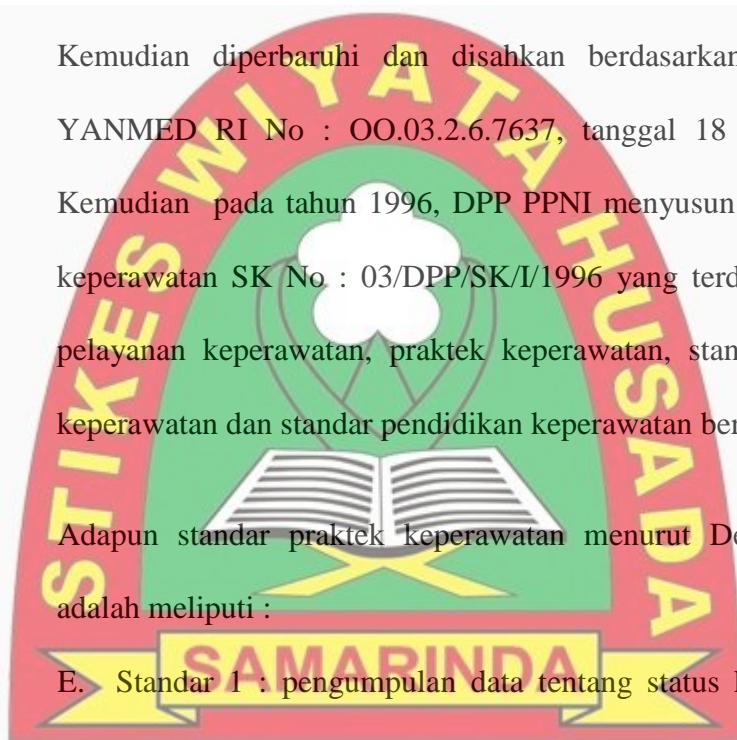 Kemudian diperbaruhi dan disahkan berdasarkan
YANMED RI No : OO.03.2.6.7637, tanggal 18
Kemudian pada tahun 1996, DPP PPNI menyusun
keperawatan SK No : 03/DPP/SK/I/1996 yang terd
pelayanan keperawatan, praktek keperawatan, stan
keperawatan dan standar pendidikan keperawatan ber
Adapun standar praktek keperawatan menurut De
adalah meliputi :
E. Standar 1 : pengumpulan data tentang status
STIKES WIYATA HUSADA
SAMARINDA